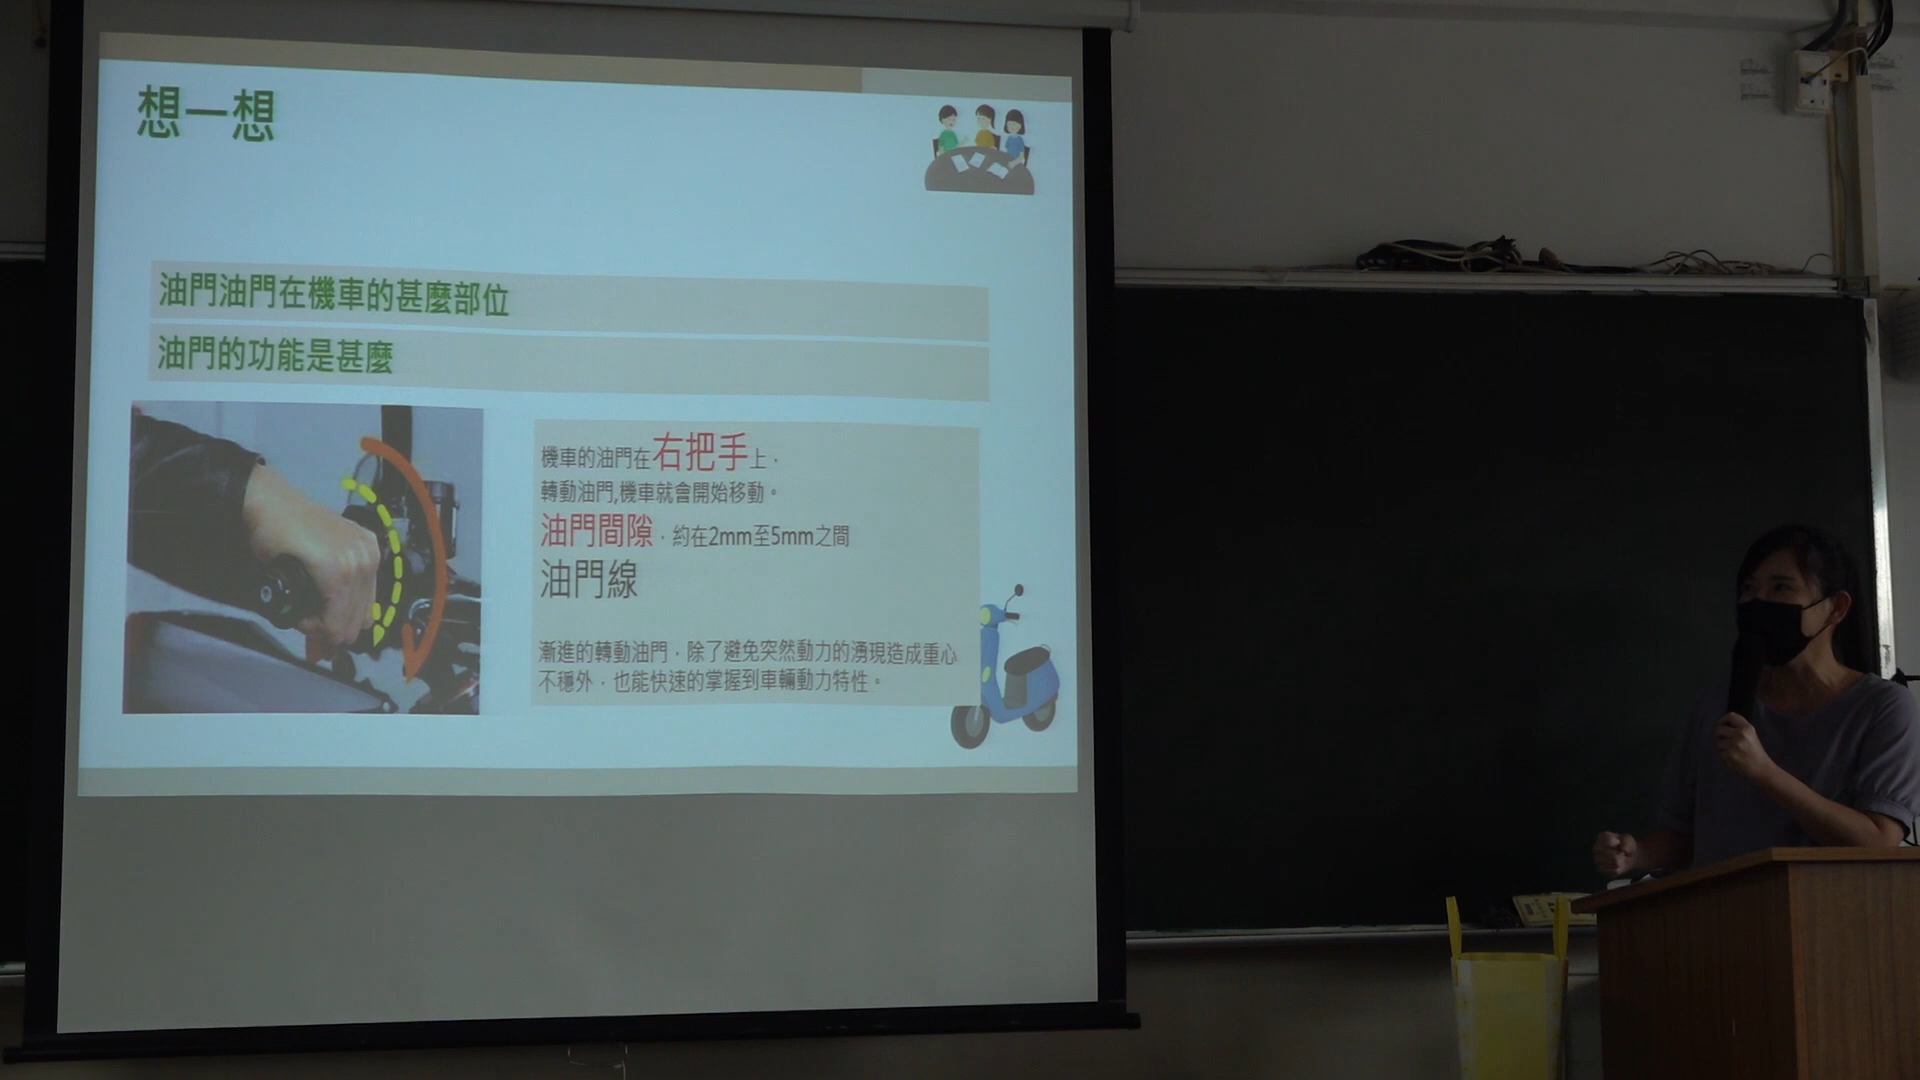 想一想
油門油門在機車的甚麼部位
油門的功能是甚麼
機車的油門在右把手上，
轉動油門,機車就會開始移動。
油門間隙，約在2mm至5mm之間
油門線
漸進的轉動油門，除了避免突然動力的湧現造成重心
不穩外，也能快速的掌握到車輛動力特性。